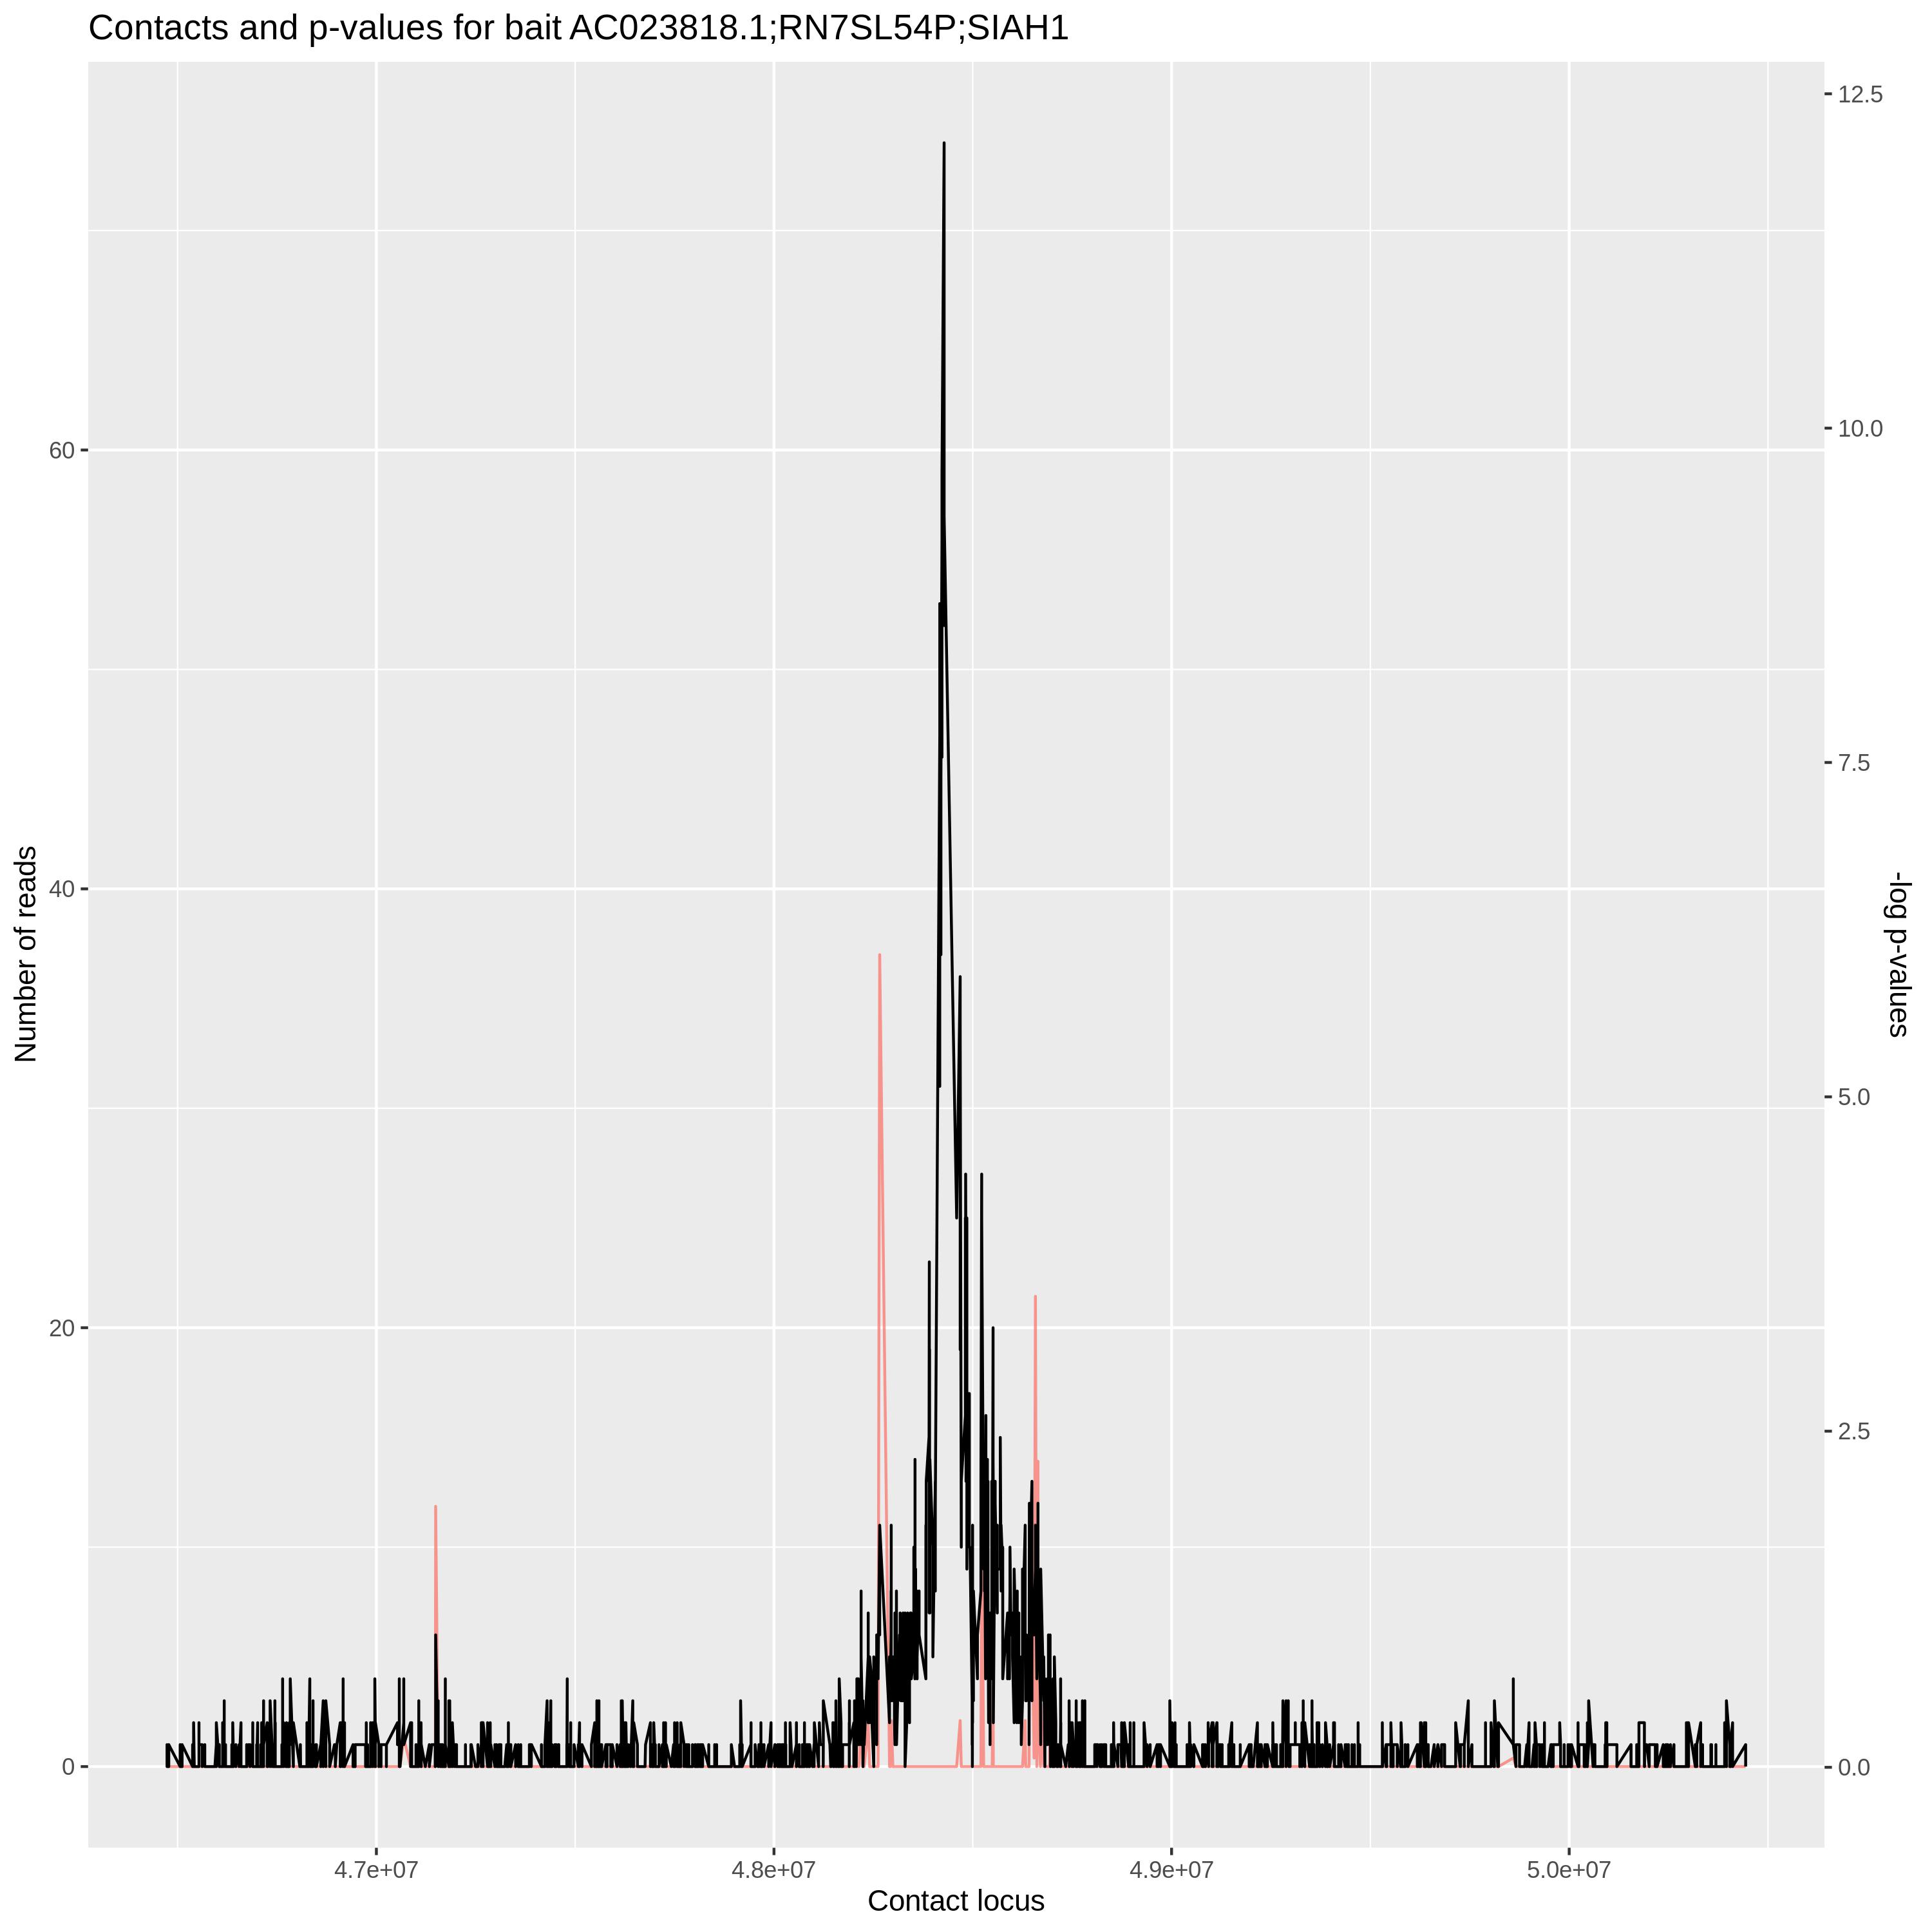 Contacts and p-values for bait AC023818.1;RN7SL54P;SIAH1
12.5
10.0
60
7.5
40
Number of reads
-log p-values
5.0
20
2.5
0
0.0
4.7e+07
4.8e+07
4.9e+07
5.0e+07
Contact locus